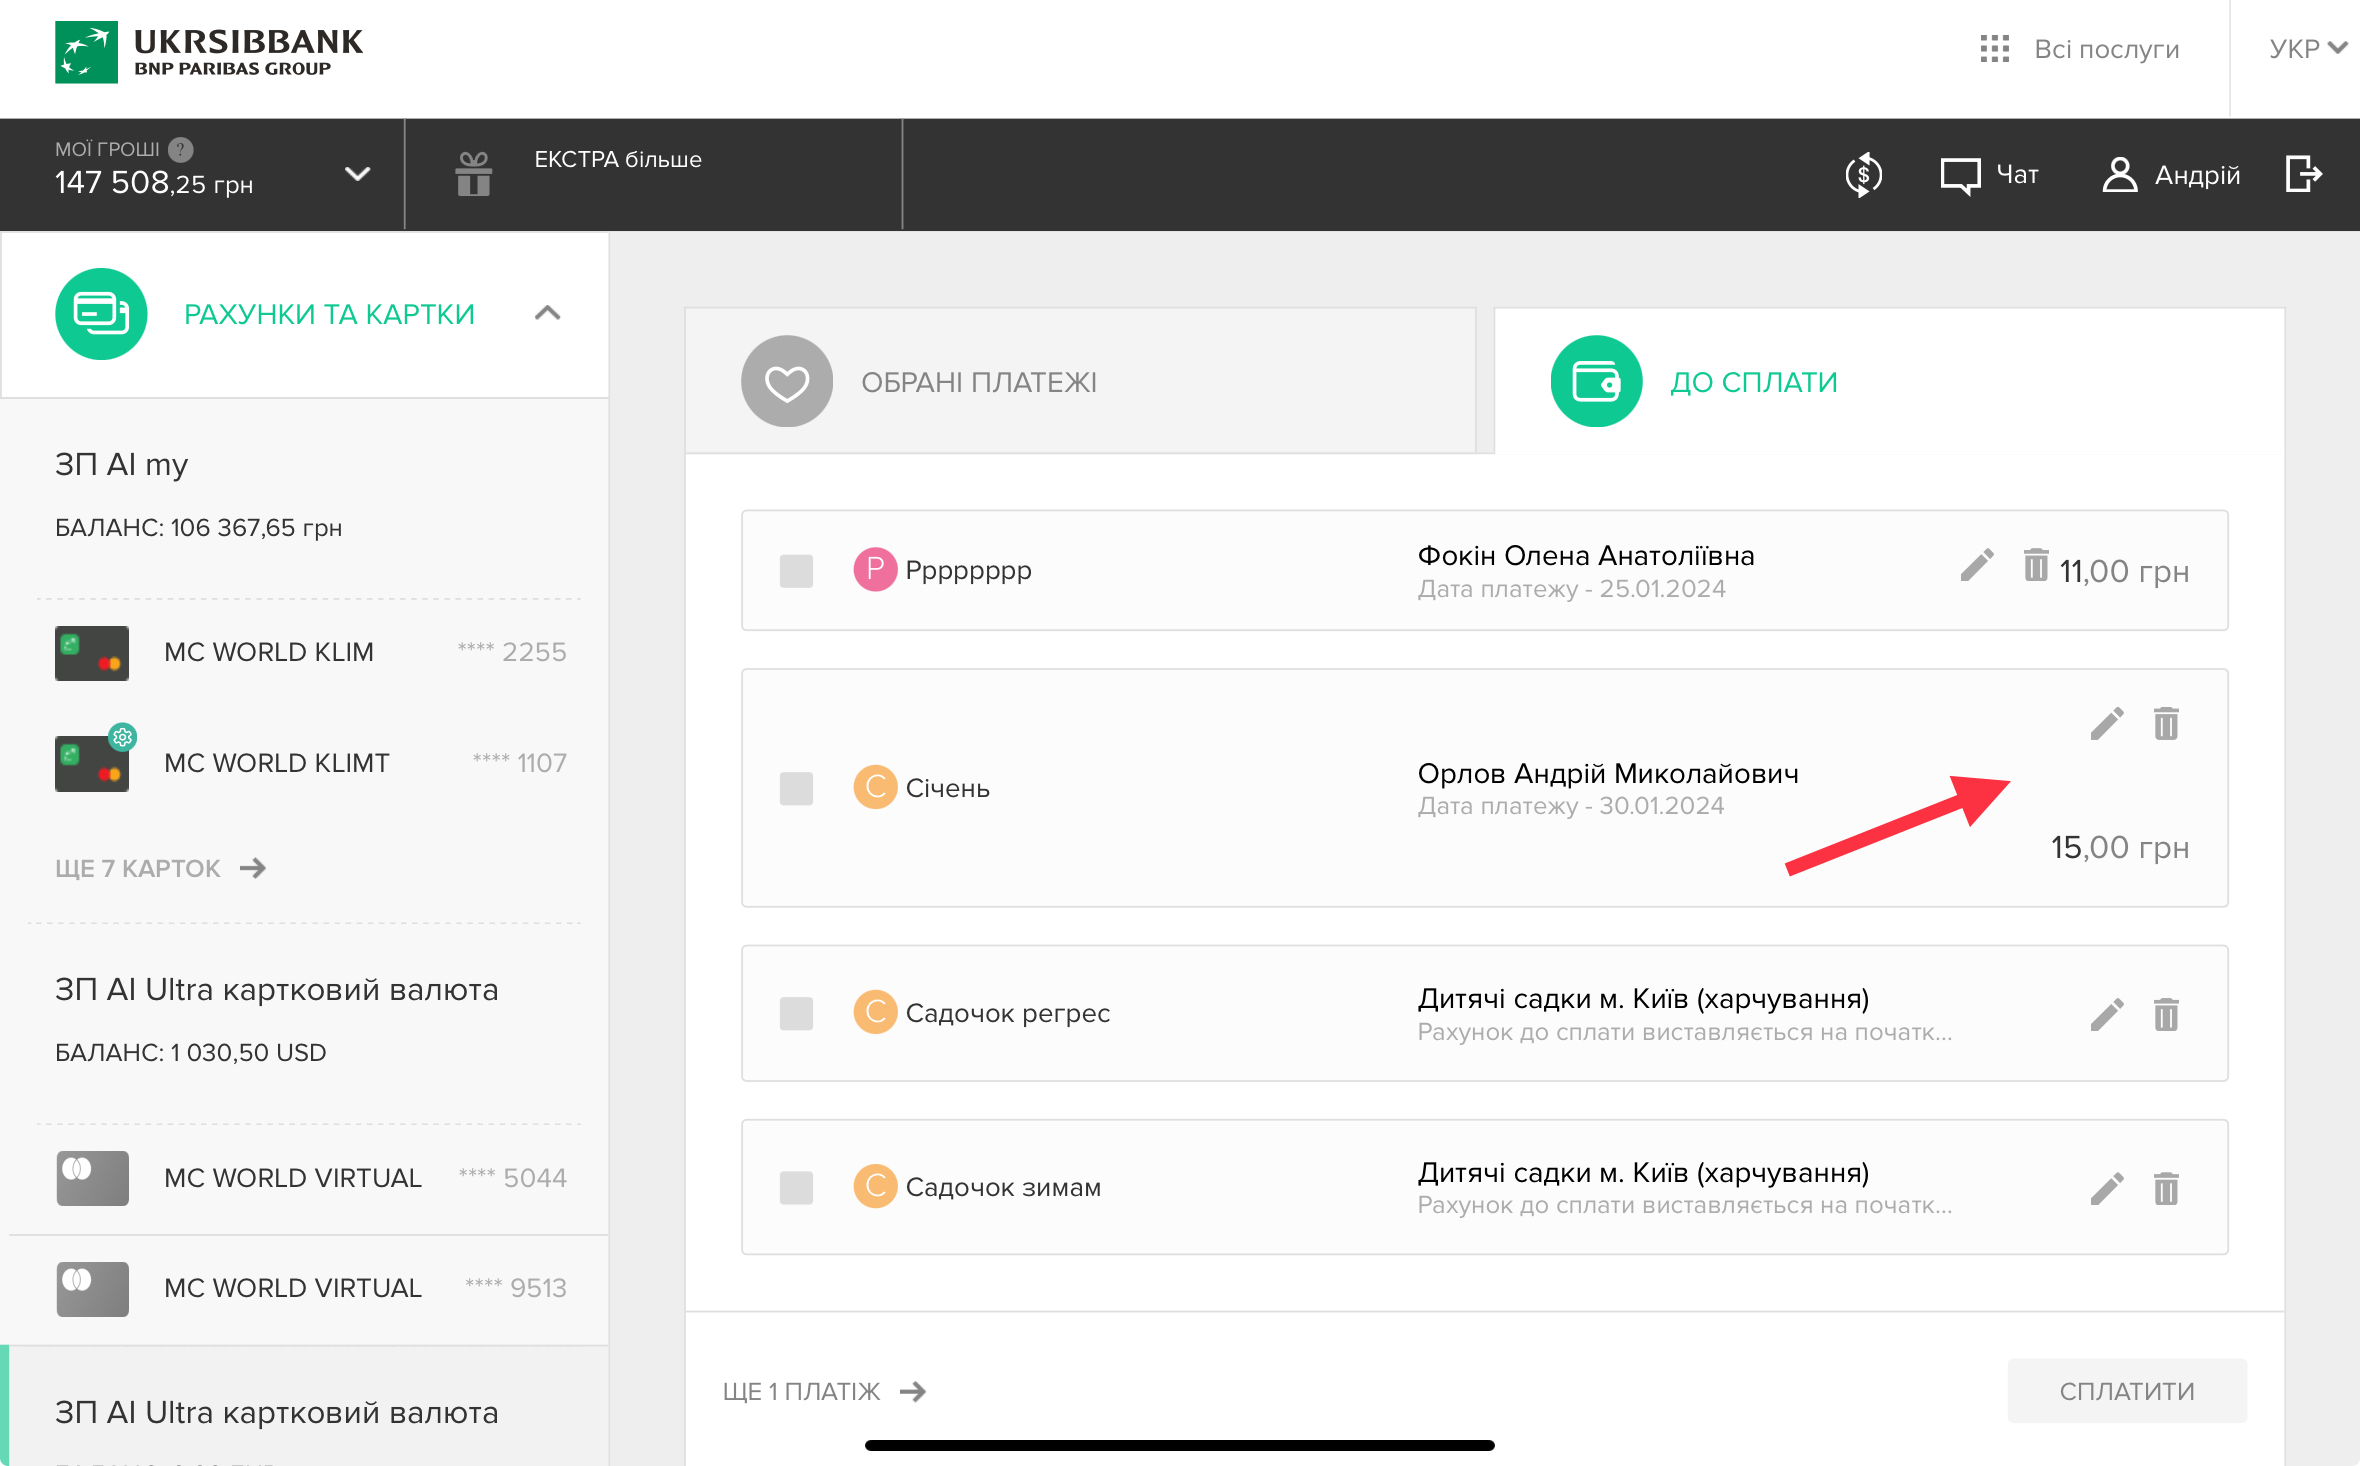 UKRSIBBANK
BNP PARIBAS GROUP
Всі послуги
УКР
МОЇ ГРОШІ ?
147 508,25 грн
ЕКСТРА більше
Чат
Андрій
РАХУНКИ ТА КАРТКИ
ЗП AI my
БАЛАНС: 106 367,65 грн
MC WORLD KLIM **** 2255
MC WORLD KLIMT **** 1107
ЩЕ 7 КАРТОК
ЗП AI Ultra картковий валюта
БАЛАНС: 1 030,50 USD
MC WORLD VIRTUAL **** 5044
MC WORLD VIRTUAL **** 9513
ЗП AI Ultra картковий валюта
ОБРАНІ ПЛАТЕЖІ
ДО СПЛАТИ
Р Рррррррр
Фокін Олена Анатоліївна
Дата платежу - 25.01.2024
11,00 грн
С Січень
Орлов Андрій Миколайович
Дата платежу - 30.01.2024
15,00 грн
С Садочок регрес
Дитячі садки м. Київ (харчування)
Рахунок до сплати виставляється на початк...
С Садочок зимам
Дитячі садки м. Київ (харчування)
Рахунок до сплати виставляється на початк...
ЩЕ 1 ПЛАТІЖ
СПЛАТИТИ